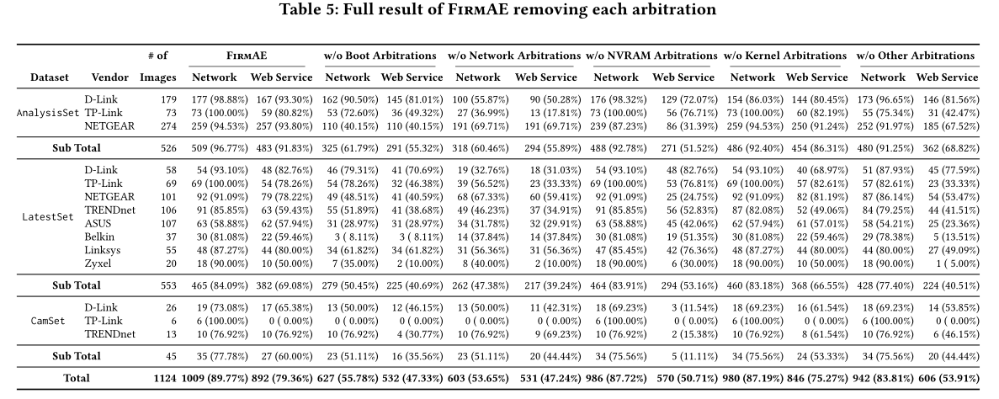 Table 5: Full result of FIRMAE removing each arbitration
# of FIRMAE w/o Boot Arbitrations w/o Network Arbitrations w/o NVRAM Arbitrations w/o Kernel Arbitrations w/o Other Arbitrations
Dataset Vendor Images Network Web Service Network Web Service Network Web Service Network Web Service Network Web Service Network Web Service
D-Link 179 177 (98.88%) 167 (93.30%) 162 (90.50%) 145 (81.01%) 100 (55.87%) 90 (50.28%) 176 (98.32%) 129 (72.07%) 154 (86.03%) 144 (80.45%) 173 (96.65%) 146 (81.56%)
AnalysisSet TP-Link 73 73 (100.00%) 59 (80.82%) 53 (72.60%) 36 (49.32%) 27 (36.99%) 13 (17.81%) 73 (100.00%) 56 (76.71%) 73 (100.00%) 60 (82.19%) 55 (75.34%) 31 (42.47%)
NETGEAR 274 259 (94.53%) 257 (93.80%) 110 (40.15%) 110 (40.15%) 191 (69.71%) 191 (69.71%) 239 (87.23%) 86 (31.39%) 259 (94.53%) 250 (91.24%) 252 (91.97%) 185 (67.52%)
Sub Total 526 509 (96.77%) 483 (91.83%) 325 (61.79%) 291 (55.32%) 318 (60.46%) 294 (55.89%) 488 (92.78%) 271 (51.52%) 486 (92.40%) 454 (86.31%) 480 (91.25%) 362 (68.82%)
D-Link 58 54 (93.10%) 48 (82.76%) 46 (79.31%) 41 (70.69%) 19 (32.76%) 18 (31.03%) 54 (93.10%) 48 (82.76%) 54 (93.10%) 40 (68.97%) 51 (87.93%) 45 (77.59%)
TP-Link 69 69 (100.00%) 54 (78.26%) 54 (78.26%) 32 (46.38%) 39 (56.52%) 23 (33.33%) 69 (100.00%) 53 (76.81%) 69 (100.00%) 57 (82.61%) 57 (82.61%) 23 (33.33%)
NETGEAR 101 92 (91.09%) 79 (78.22%) 49 (48.51%) 41 (40.59%) 68 (67.33%) 60 (59.41%) 92 (91.09%) 25 (24.75%) 92 (91.09%) 82 (81.19%) 87 (86.14%) 54 (53.47%)
TRENDnet 106 91 (85.85%) 63 (59.43%) 55 (51.89%) 41 (38.68%) 49 (46.23%) 37 (34.91%) 91 (85.85%) 56 (52.83%) 87 (82.08%) 52 (49.06%) 84 (79.25%) 44 (41.51%)
LatestSet ASUS 107 63 (58.88%) 62 (57.94%) 31 (28.97%) 31 (28.97%) 34 (31.78%) 32 (29.91%) 63 (58.88%) 45 (42.06%) 62 (57.94%) 61 (57.01%) 58 (54.21%) 25 (23.36%)
Belkin 37 30 (81.08%) 22 (59.46%) 3 ( 8.11%) 3 ( 8.11%) 14 (37.84%) 14 (37.84%) 30 (81.08%) 19 (51.35%) 30 (81.08%) 22 (59.46%) 29 (78.38%) 5 (13.51%)
Linksys 55 48 (87.27%) 44 (80.00%) 34 (61.82%) 34 (61.82%) 31 (56.36%) 31 (56.36%) 47 (85.45%) 42 (76.36%) 48 (87.27%) 44 (80.00%) 44 (80.00%) 27 (49.09%)
Zyxel 20 18 (90.00%) 10 (50.00%) 7 (35.00%) 2 (10.00%) 8 (40.00%) 2 (10.00%) 18 (90.00%) 6 (30.00%) 18 (90.00%) 10 (50.00%) 18 (90.00%) 1 ( 5.00%)
Sub Total 553 465 (84.09%) 382 (69.08%) 279 (50.45%) 225 (40.69%) 262 (47.38%) 217 (39.24%) 464 (83.91%) 294 (53.16%) 460 (83.18%) 368 (66.55%) 428 (77.40%) 224 (40.51%)
D-Link 26 19 (73.08%) 17 (65.38%) 13 (50.00%) 12 (46.15%) 13 (50.00%) 11 (42.31%) 18 (69.23%) 3 (11.54%) 18 (69.23%) 16 (61.54%) 18 (69.23%) 14 (53.85%)
CamSet TP-Link 6 6 (100.00%) 0 ( 0.00%) 0 ( 0.00%) 0 ( 0.00%) 0 ( 0.00%) 0 ( 0.00%) 6 (100.00%) 0 ( 0.00%) 6 (100.00%) 0 ( 0.00%) 6 (100.00%) 0 ( 0.00%)
TRENDnet 13 10 (76.92%) 10 (76.92%) 10 (76.92%) 4 (30.77%) 10 (76.92%) 9 (69.23%) 10 (76.92%) 2 (15.38%) 10 (76.92%) 8 (61.54%) 10 (76.92%) 6 (46.15%)
Sub Total 45 35 (77.78%) 27 (60.00%) 23 (51.11%) 16 (35.56%) 23 (51.11%) 20 (44.44%) 34 (75.56%) 5 (11.11%) 34 (75.56%) 24 (53.33%) 34 (75.56%) 20 (44.44%)
Total 1124 1009 (89.77%) 892 (79.36%) 627 (55.78%) 532 (47.33%) 603 (53.65%) 531 (47.24%) 986 (87.72%) 570 (50.71%) 980 (87.19%) 846 (75.27%) 942 (83.81%) 606 (53.91%)